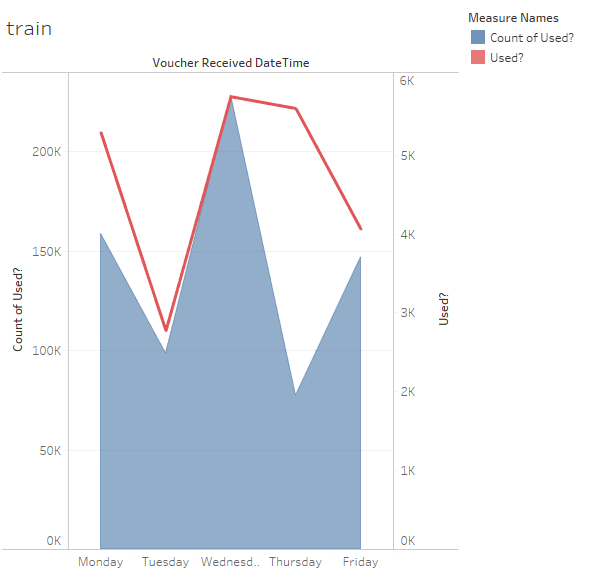 train
Measure Names
Count of Used?
Used?
Voucher Received DateTime
Count of Used?
200K
150K
100K
50K
0K
6K
5K
4K
3K
2K
1K
0K
Used?
Monday Tuesday Wednesd.. Thursday Friday